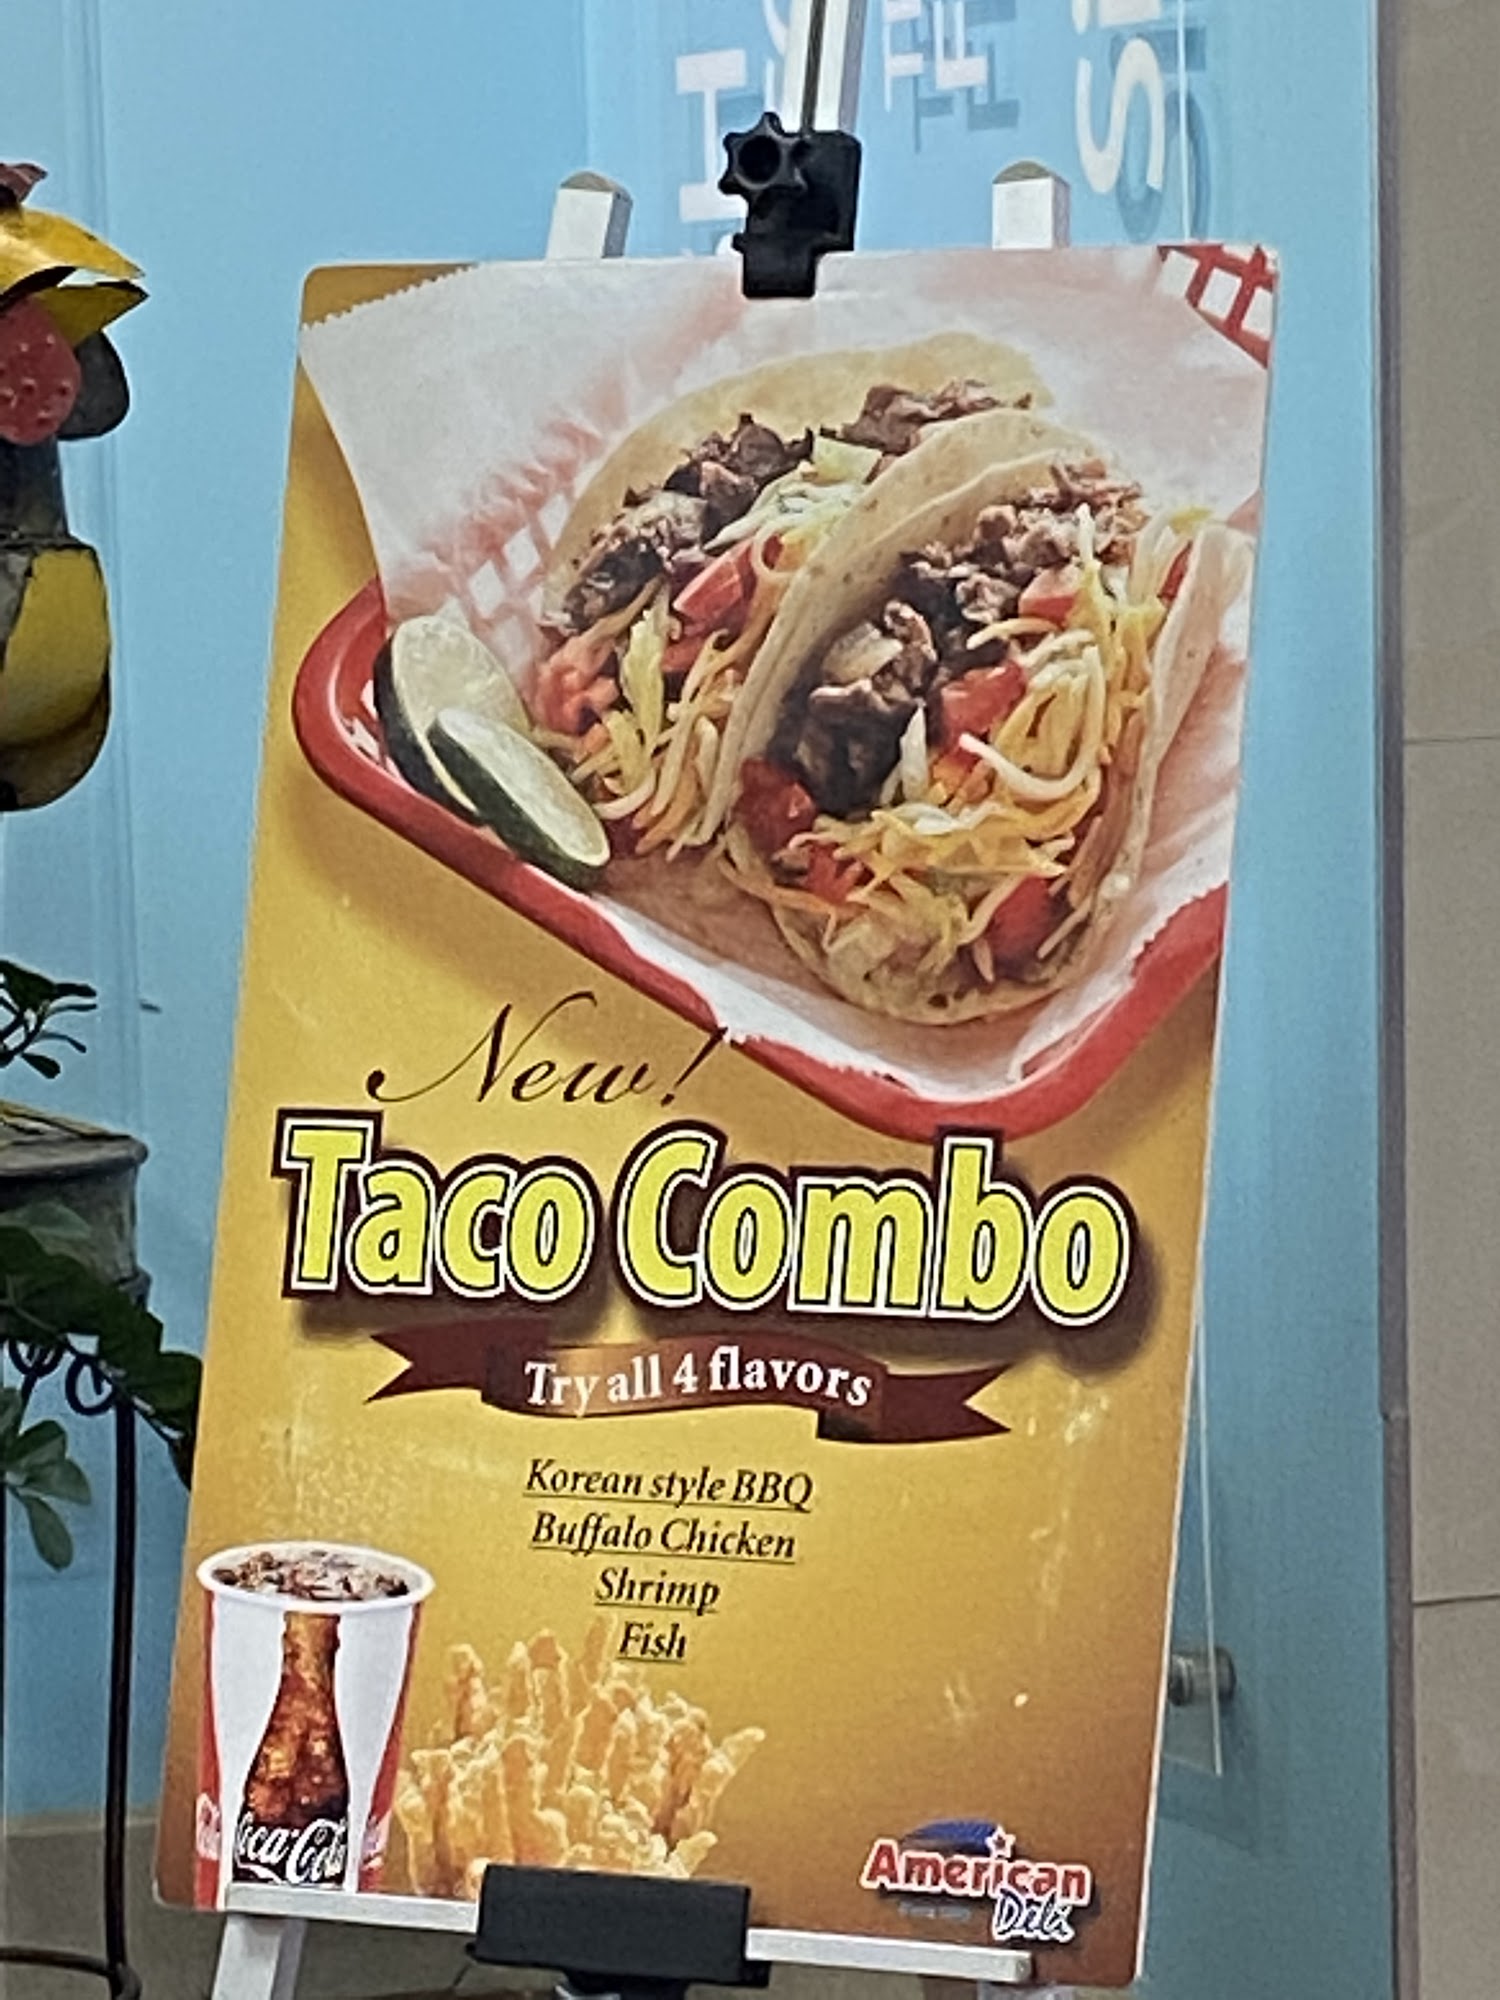 New!
Taco Combo
Try all 4 flavors
Korean style BBQ
Buffalo Chicken
Shrimp
Fish
Coca-Cola
American
Deli